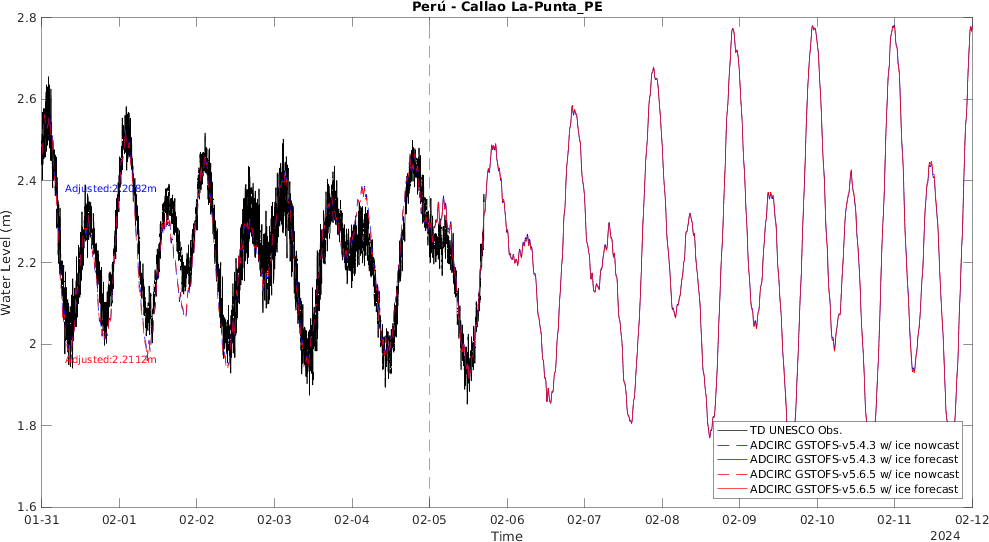 Perú - Callao La-Punta_PE
2.8
2.6
2.4
2.2
2
1.8
1.6
Water Level (m)
Adjusted:2.2082m
Adjusted:2.2112m
TD UNESCO Obs.
ADCIRC GSTOFS-v5.4.3 w/ ice nowcast
ADCIRC GSTOFS-v5.4.3 w/ ice forecast
ADCIRC GSTOFS-v5.6.5 w/ ice nowcast
ADCIRC GSTOFS-v5.6.5 w/ ice forecast
01-31 02-01 02-02 02-03 02-04 02-05 02-06 02-07 02-08 02-09 02-10 02-11 02-12
Time
2024